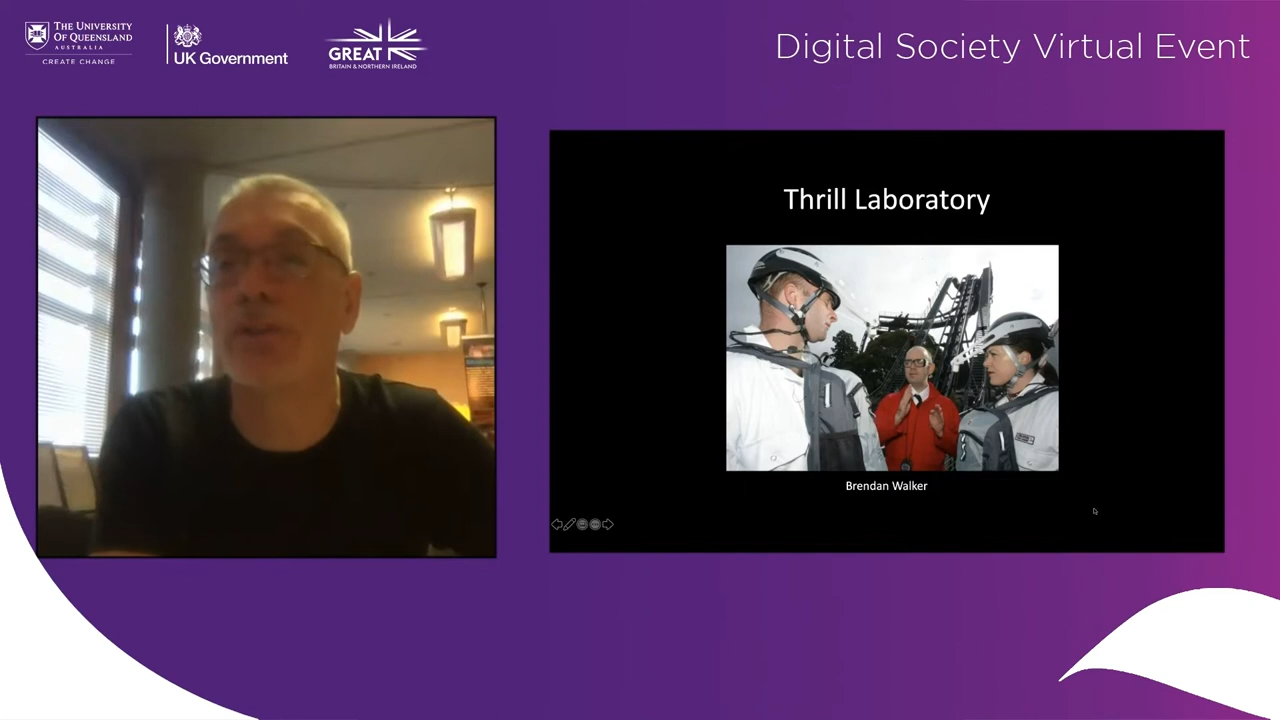 THE UNIVERSITY
OF QUEENSLAND
AUSTRALIA
CREATE CHANGE
UK Government
GREAT
BRITAIN & NORTHERN IRELAND
Digital Society Virtual Event
Thrill Laboratory
Brendan Walker